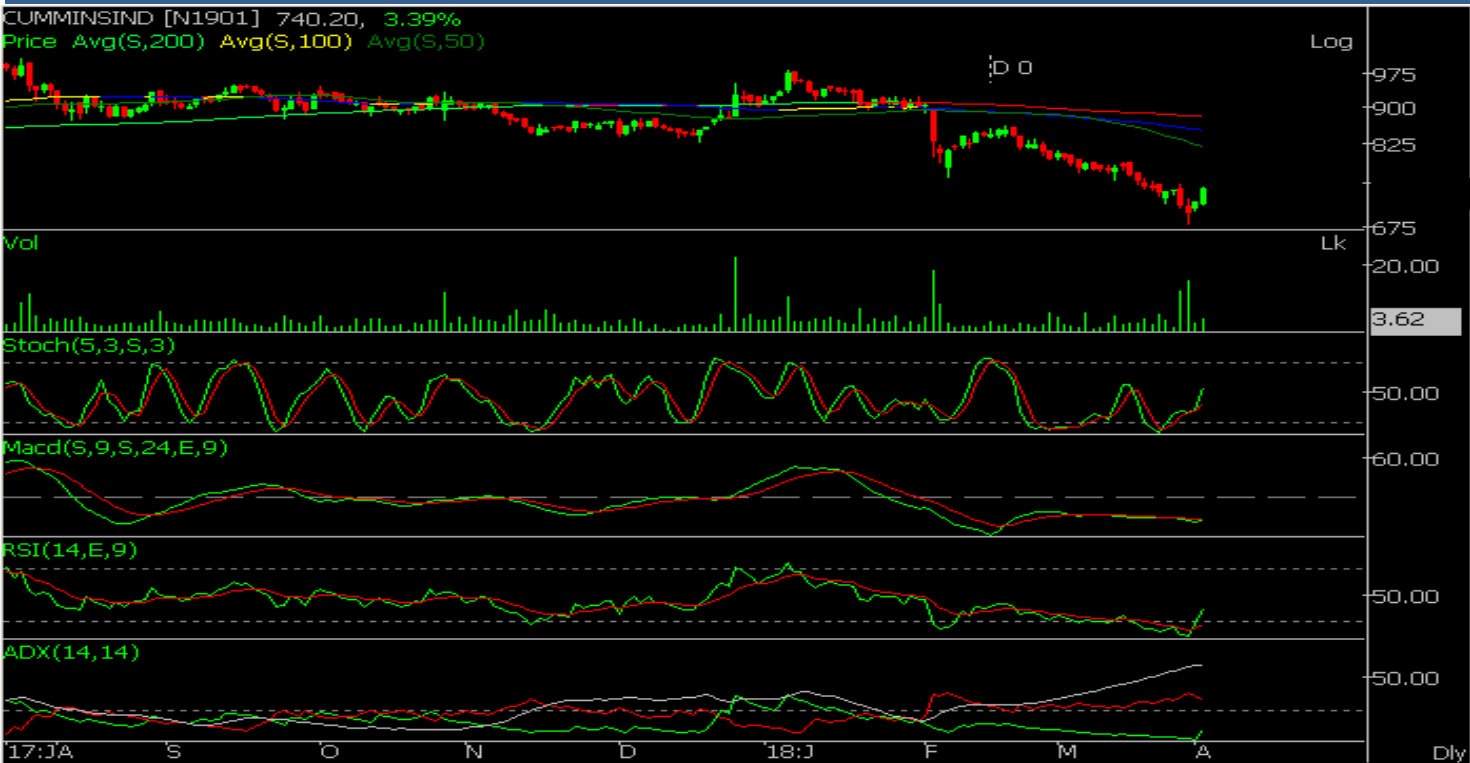 CUMMINSIND [N1901] 740.20, 3.39%
Price Avg(S,200) Avg(S,100) Avg(S,50)
Log
D 0
975
900
825
675
Vol
Lk
20.00
3.62
Stoch(5,3,S,3)
50.00
Macd(S,9,S,24,E,9)
60.00
RSI(14,E,9)
50.00
ADX(14,14)
50.00
'17:JA S O N D '18:J F M A Dly